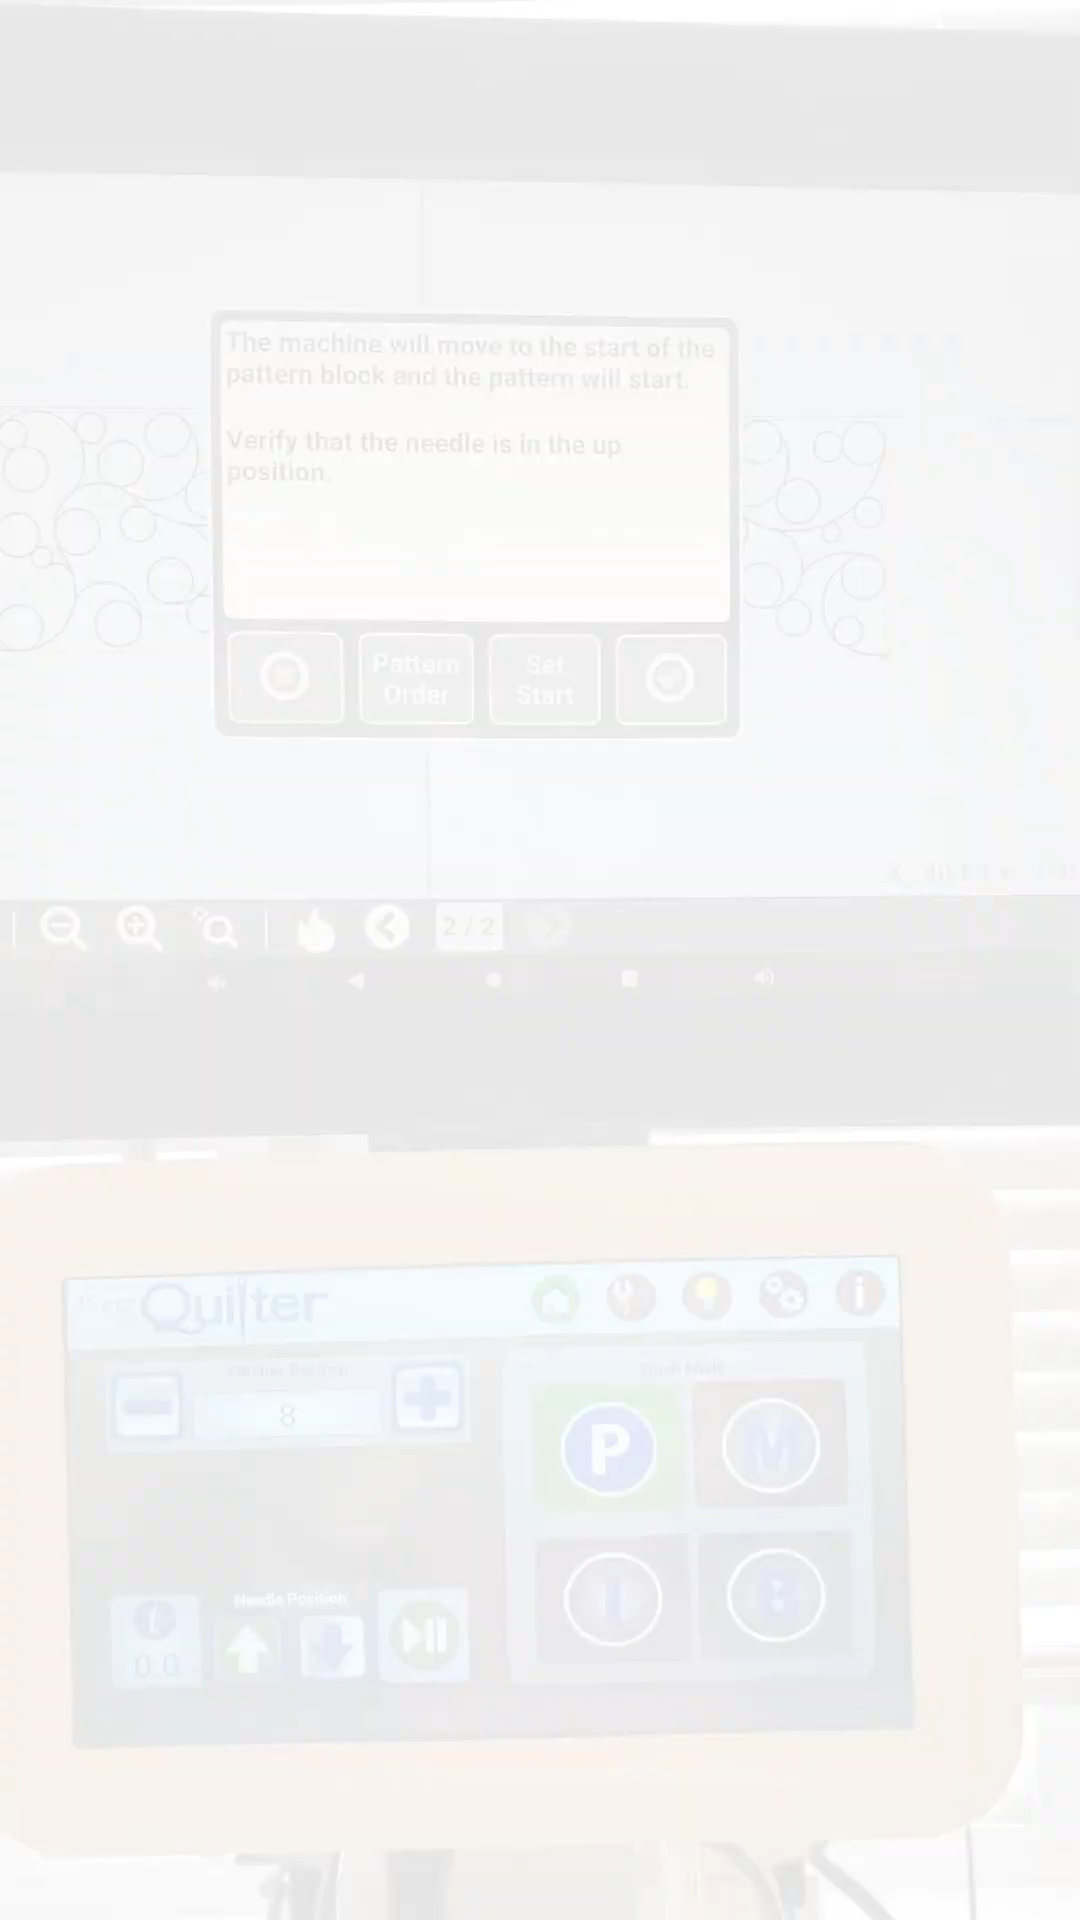 The machine will move to the start of the
pattern block and the pattern will start.
Verify that the needle is in the up
position.
Pattern
Order
Set
Start
2 / 2
King
Quilter
8
P
M
Needle Position
i
0.0
I
B